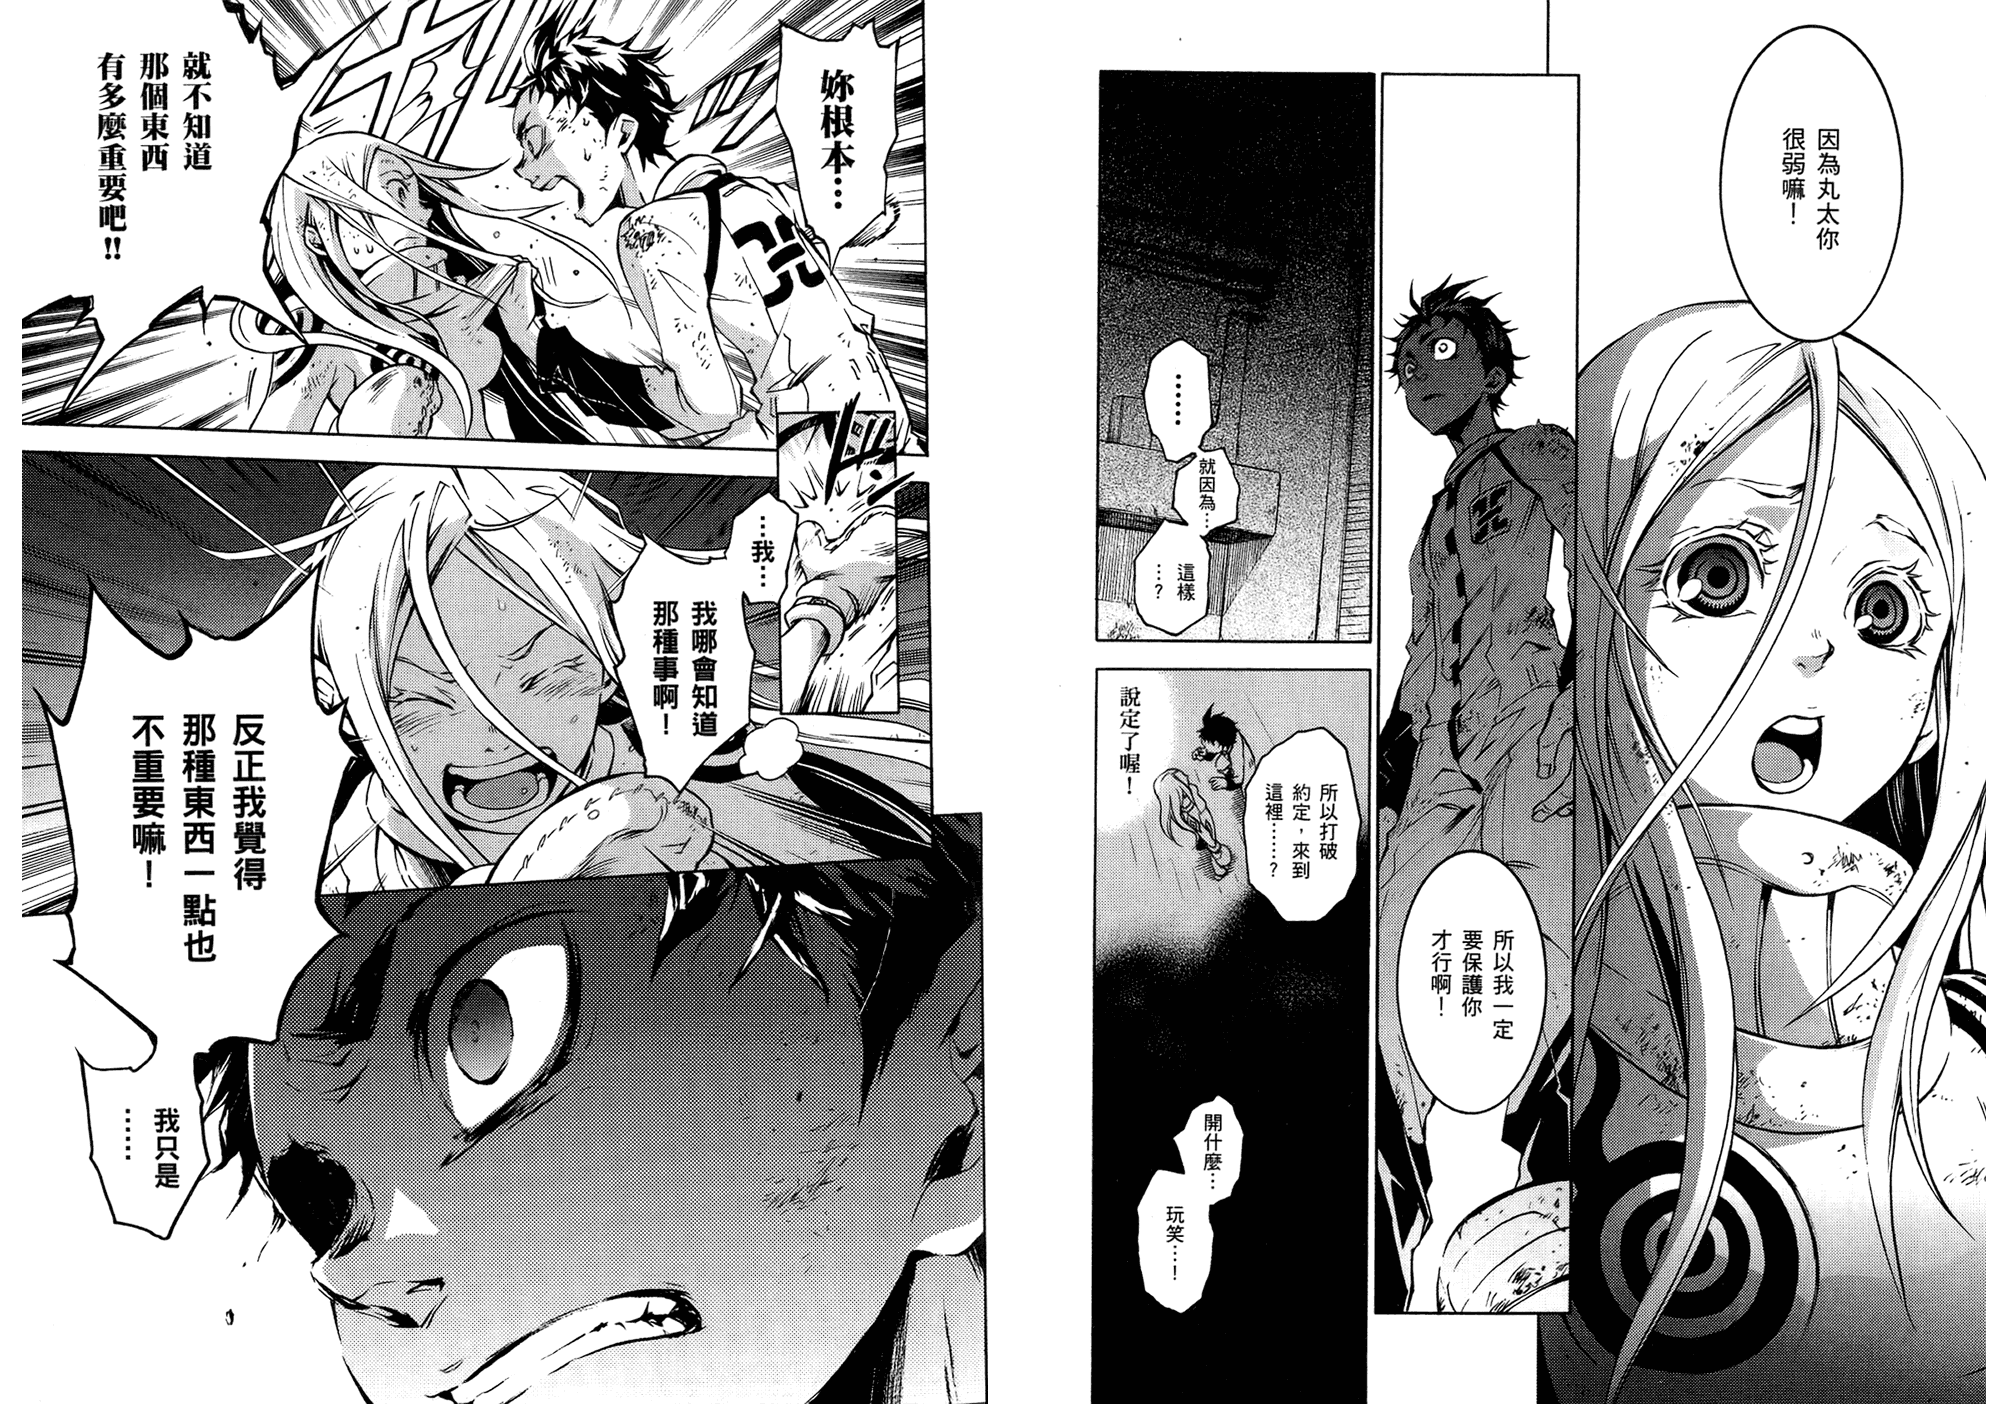 因為丸太你
很弱嘛！
所以我一定
要保護你
才行啊！
……
就因為…
這樣
…？
所以打破
約定，來到
這裡……？
說定了喔！
開什麼…
玩笑…！
妳根本…
就不知道
那個東西
有多麼重要吧!!
…我…
我哪會知道
那種事啊！
反正我覺得
那種東西一點也
不重要嘛！
我只是
……